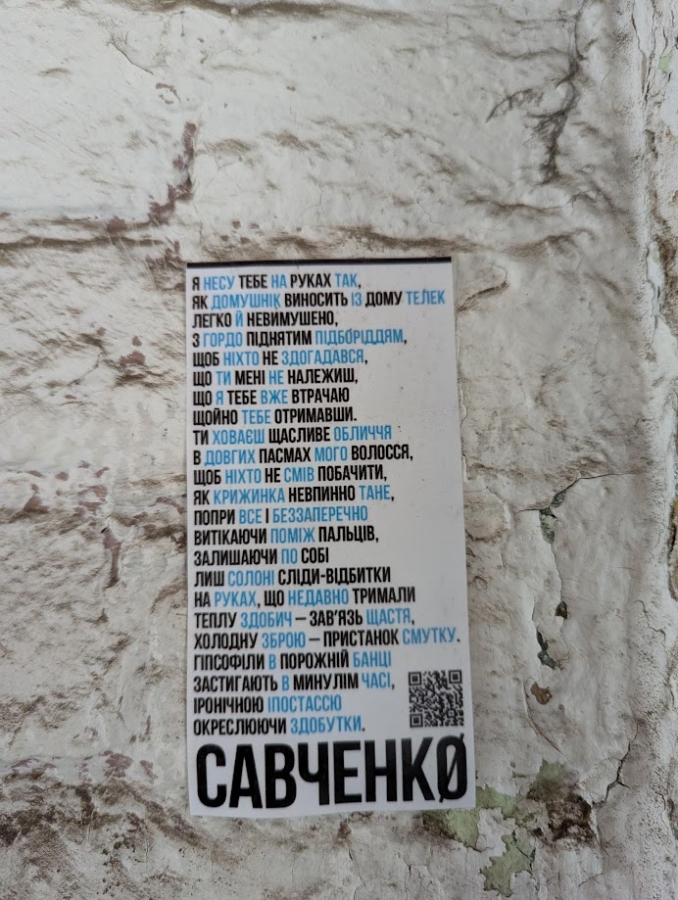 Я НЕСУ ТЕБЕ НА РУКАХ ТАК,
ЯК ДОМУШНІК ВИНОСИТЬ ІЗ ДОМУ ТЕЛЕК
ЛЕГКО Й НЕВИМУШЕНО,
З ГОРДО ПІДНЯТИМ ПІДБОРІДДЯМ,
ЩОБ НІХТО НЕ ЗДОГАДАВСЯ,
ЩО ТИ МЕНІ НЕ НАЛЕЖИШ,
ЩО Я ТЕБЕ ВЖЕ ВТРАЧАЮ
ЩОЙНО ТЕБЕ ОТРИМАВШИ.
ТИ ХОВАЄШ ЩАСЛИВЕ ОБЛИЧЧЯ
В ДОВГИХ ПАСМАХ МОГО ВОЛОССЯ,
ЩОБ НІХТО НЕ СМІВ ПОБАЧИТИ,
ЯК КРИЖИНКА НЕВПИННО ТАНЕ,
ПОПРИ ВСЕ І БЕЗЗАПЕРЕЧНО
ВИТІКАЮЧИ ПОМІЖ ПАЛЬЦІВ,
ЗАЛИШАЮЧИ ПО СОБІ
ЛИШ СОЛОНІ СЛІДИ-ВІДБИТКИ
НА РУКАХ, ЩО НЕДАВНО ТРИМАЛИ
ТЕПЛУ ЗДОБИЧ – ЗАВ'ЯЗЬ ЩАСТЯ,
ХОЛОДНУ ЗБРОЮ – ПРИСТАНОК СМУТКУ.
ГІПСОФІЛИ В ПОРОЖНІЙ БАНЦІ
ЗАСТИГАЮТЬ В МИНУЛІМ ЧАСІ,
ІРОНІЧНОЮ ІПОСТАССЮ
ОКРЕСЛЮЮЧИ ЗДОБУТКИ.
САВЧЕНКØ